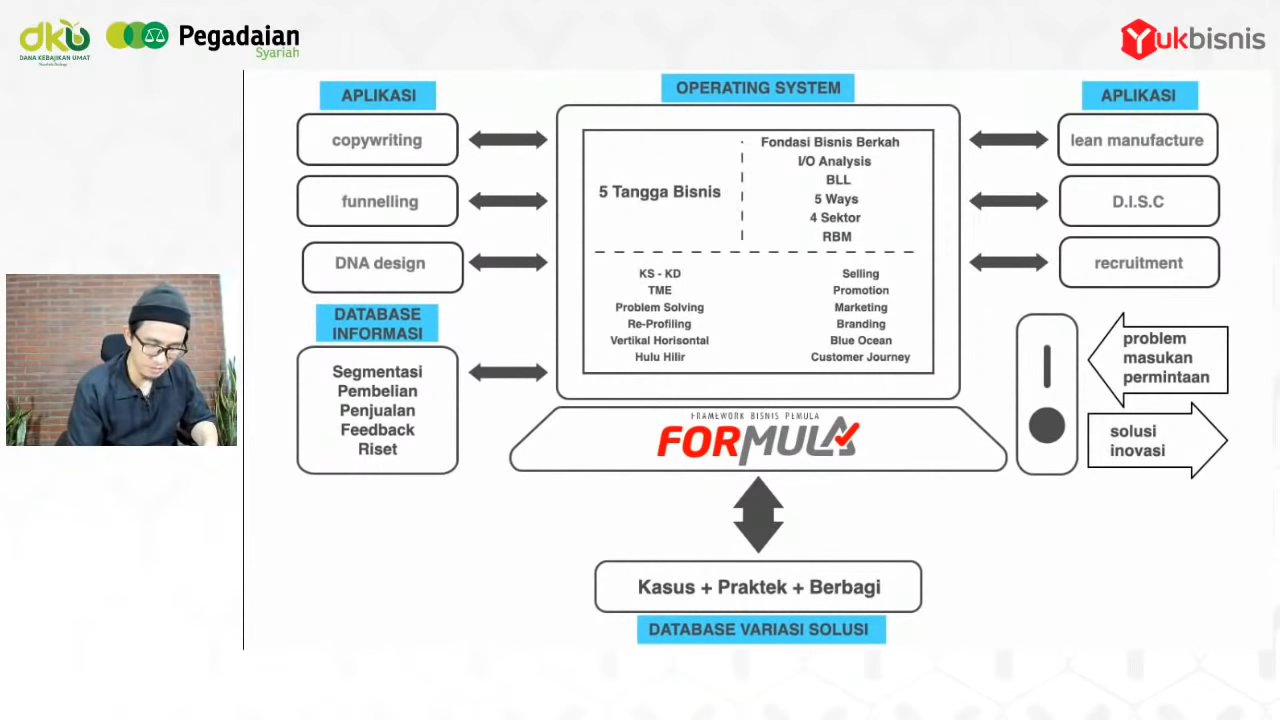 dkU
DANA KEBAJIKAN UMAT
Pegadaian
Syariah
Yukbisnis
APLIKASI
copywriting
funnelling
DNA design
DATABASE
INFORMASI
Segmentasi
Pembelian
Penjualan
Feedback
Riset
OPERATING SYSTEM
5 Tangga Bisnis
Fondasi Bisnis Berkah
I/O Analysis
BLL
5 Ways
4 Sektor
RBM
KS - KD
TME
Problem Solving
Re-Profiling
Vertikal Horisontal
Hulu Hilir
Selling
Promotion
Marketing
Branding
Blue Ocean
Customer Journey
FRAMEWORK BISNIS PEMULA
FORMULA
APLIKASI
lean manufacture
D.I.S.C
recruitment
problem
masukan
permintaan
solusi
inovasi
Kasus + Praktek + Berbagi
DATABASE VARIASI SOLUSI